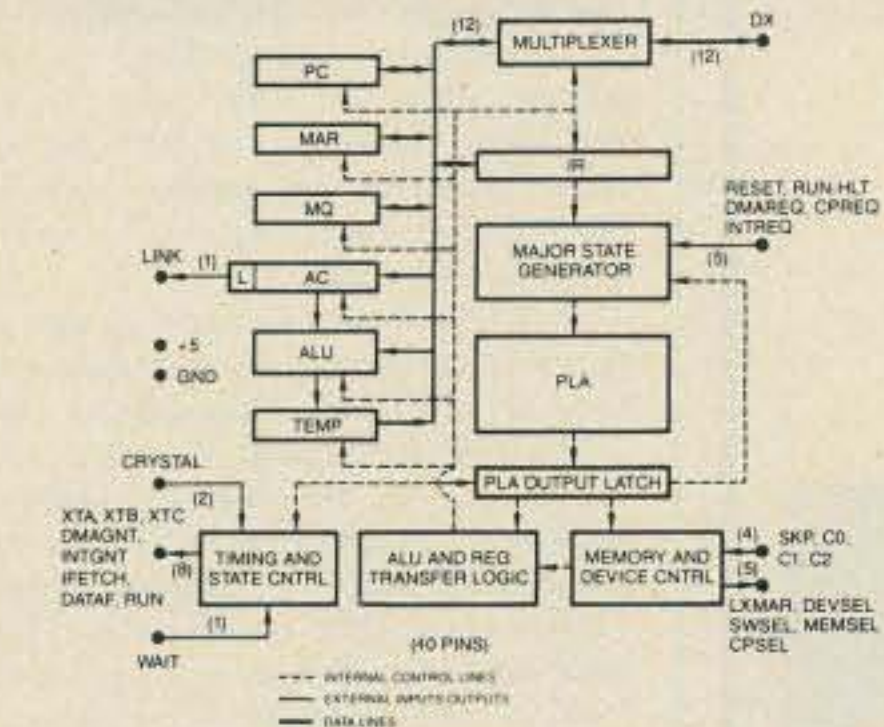 DX
(12)
MULTIPLEXER
(12)
PC
MAR
IR
RESET, RUN HLT
DMAREQ, CPREQ
INTREQ
(5)
MQ
MAJOR STATE
GENERATOR
LINK
(1)
L
AC
+5
GND
ALU
PLA
TEMP
CRYSTAL
(2)
PLA OUTPUT LATCH
XTA, XTB, XTC
DMAGNT,
INTGNT
IFETCH,
DATAF, RUN
(8)
TIMING AND
STATE CNTRL
ALU AND REG
TRANSFER LOGIC
MEMORY AND
DEVICE CNTRL
(4)
SKP, C0,
C1, C2
(5)
LXMAR, DEVSEL
SWSEL, MEMSEL
CPSEL
(1)
WAIT
(40 PINS)
INTERNAL CONTROL LINES
EXTERNAL INPUTS OUTPUTS
DATA LINES